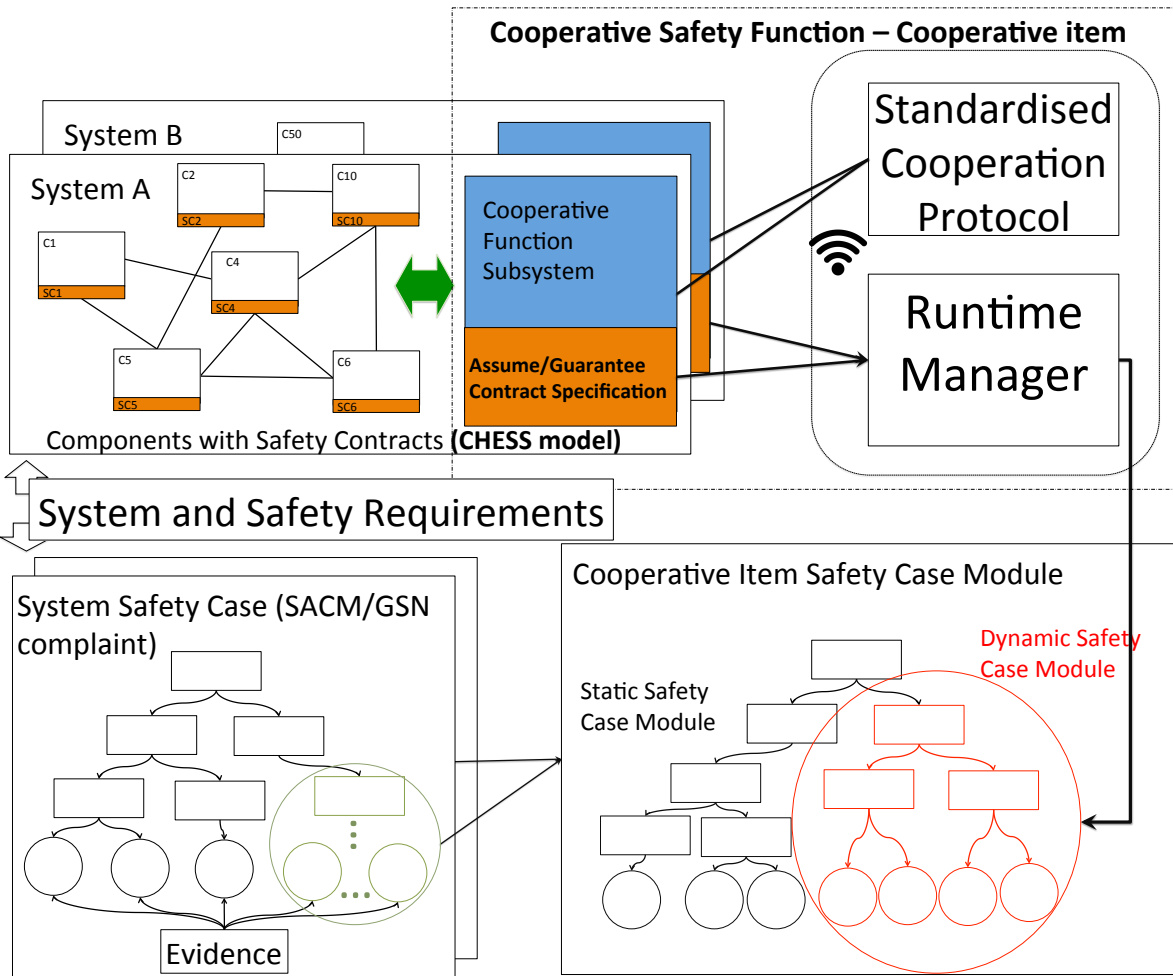 Cooperative Safety Function – Cooperative item
System B
C50
System A
C2
SC2
C10
SC10
C1
SC1
C4
SC4
C5
SC5
C6
SC6
Components with Safety Contracts (CHESS model)
Cooperative
Function
Subsystem
Assume/Guarantee
Contract Specification
Standardised
Cooperation
Protocol
Runtime
Manager
System and Safety Requirements
System Safety Case (SACM/GSN
complaint)
Evidence
Cooperative Item Safety Case Module
Static Safety
Case Module
Dynamic Safety
Case Module